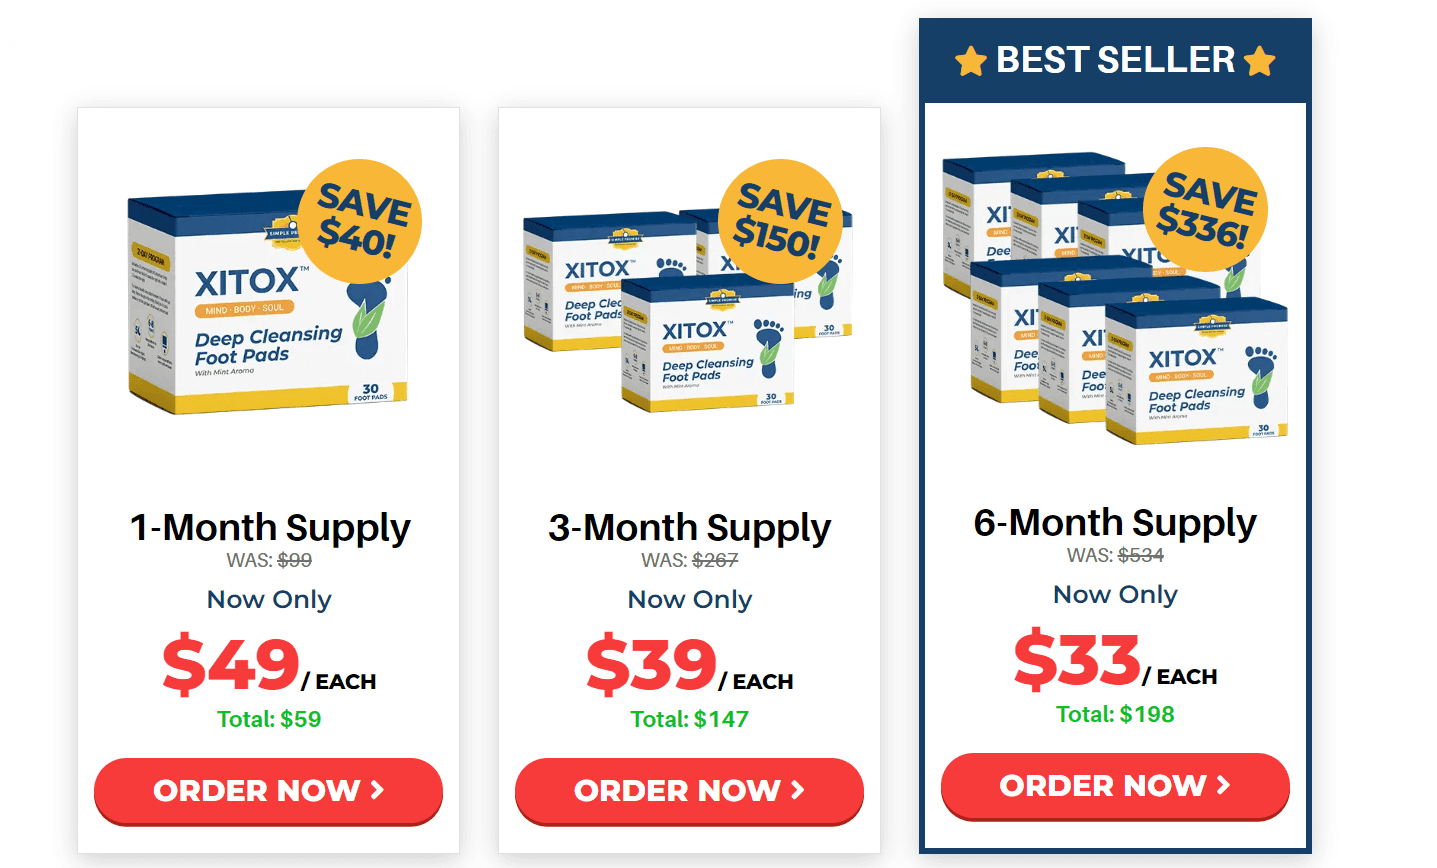 BEST SELLER
SAVE
$40!
XITOX™
MIND · BODY · SOUL
Deep Cleansing
Foot Pads
With Mint Aroma
30
FOOT PADS
1-Month Supply
WAS: $99
Now Only
$49/ EACH
Total: $59
ORDER NOW
SAVE
$150!
XITOX™
MIND · BODY · SOUL
Deep Cleansing
Foot Pads
With Mint Aroma
30
FOOT PADS
3-Month Supply
WAS: $267
Now Only
$39/ EACH
Total: $147
ORDER NOW
SAVE
$336!
XITOX™
MIND · BODY · SOUL
Deep Cleansing
Foot Pads
With Mint Aroma
30
FOOT PADS
6-Month Supply
WAS: $534
Now Only
$33/ EACH
Total: $198
ORDER NOW